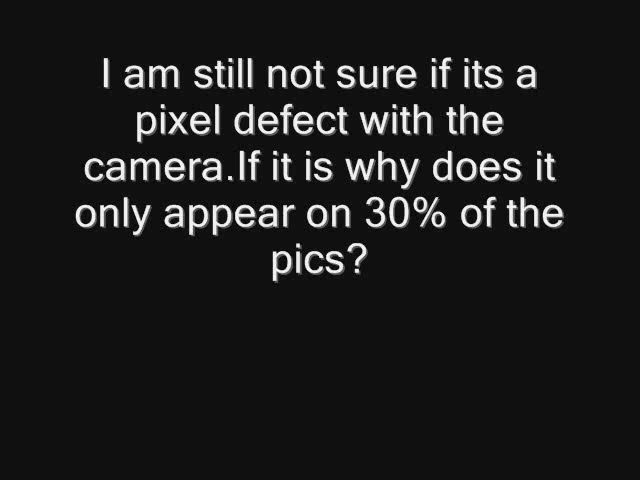 I am still not sure if its a
pixel defect with the
camera.If it is why does it
only appear on 30% of the
pics?